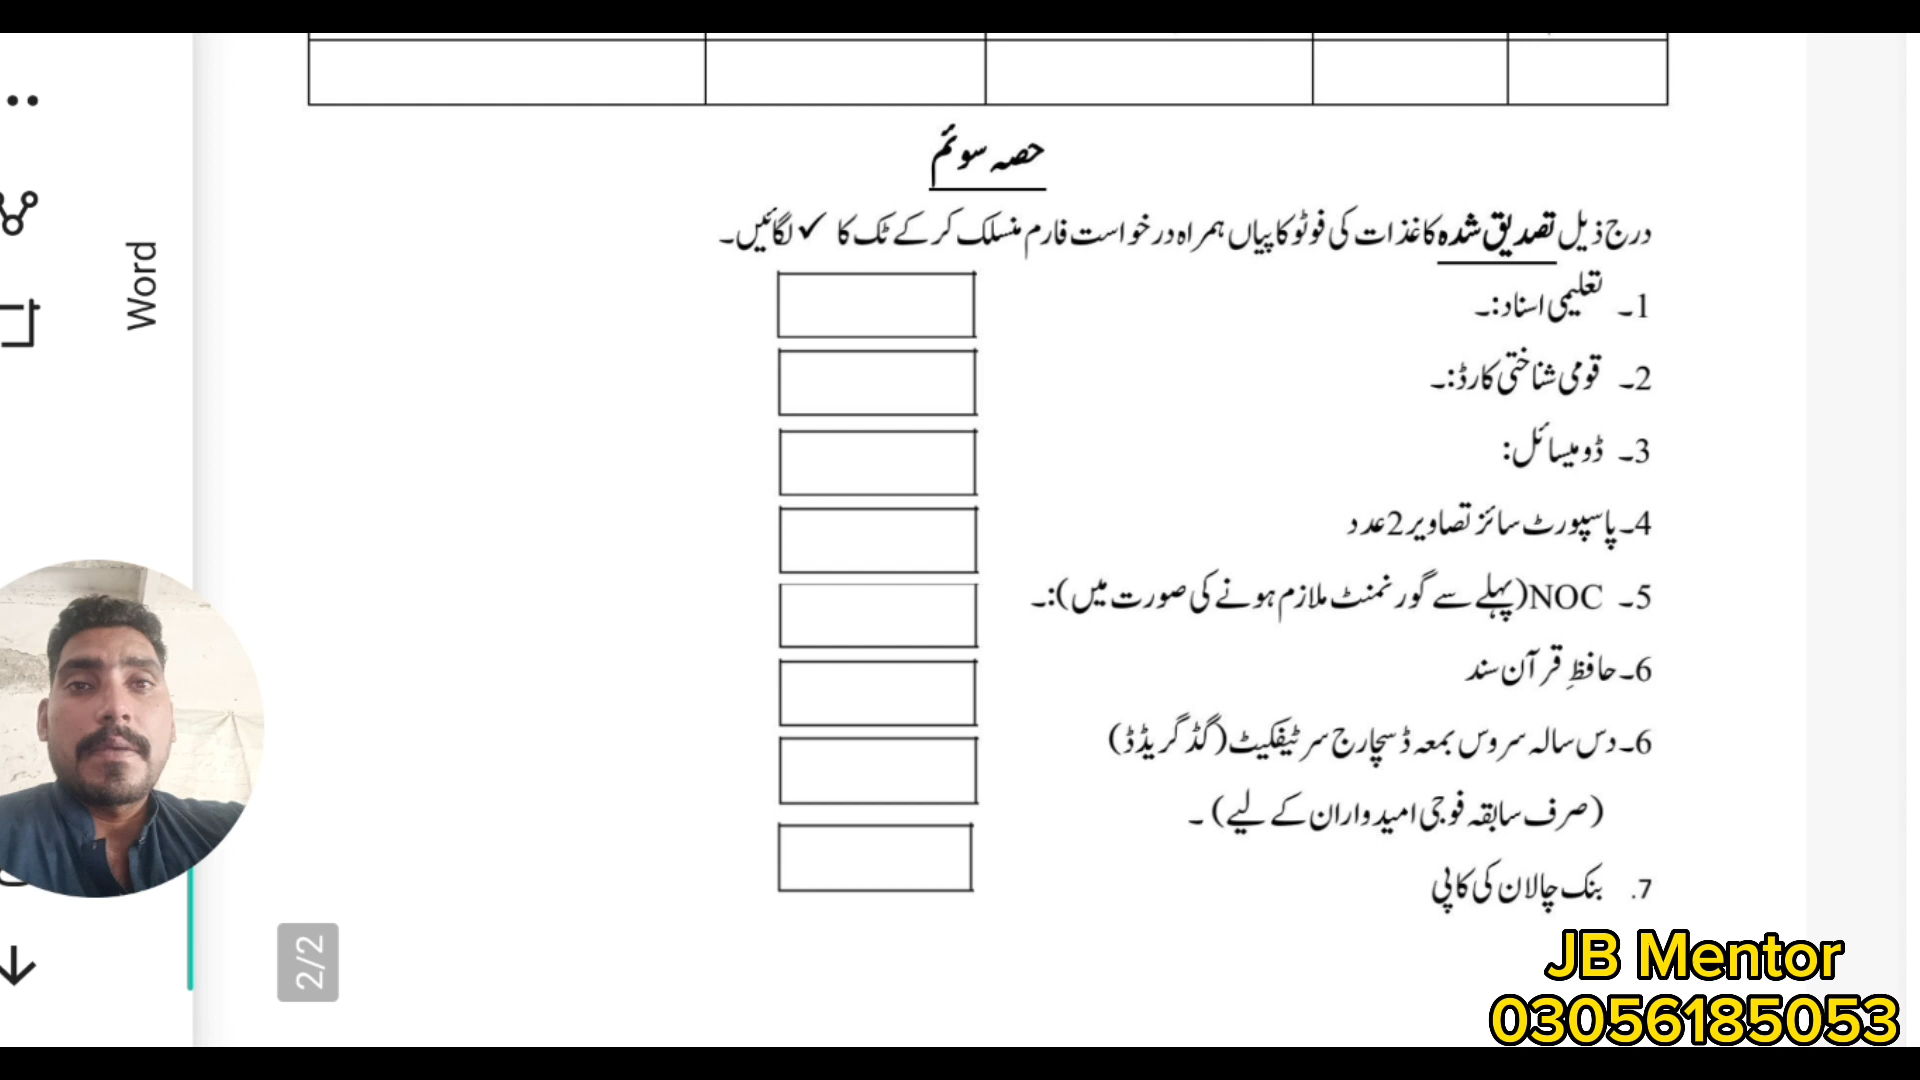 Word
حصہ سوئم
درج ذیل تصدیق شدہ کاغذات کی فوٹو کاپیاں ہمراہ درخواست فارم منسلک کر کے ٹک کا ✓ لگائیں۔
1۔ تعلیمی اسناد:۔
2۔ قومی شناختی کارڈ:۔
3۔ ڈومیسائل:
4۔ پاسپورٹ سائز تصاویر 2 عدد
5۔ NOC (پہلے سے گورنمنٹ ملازم ہونے کی صورت میں):۔
6۔ حافظِ قرآن سند
6۔ دس سالہ سروس بمعہ ڈسچارج سرٹیفکیٹ (گڈ گریڈڈ)
(صرف سابقہ فوجی امیدواران کے لیے) ۔
7. بنک چالان کی کاپی
2/2
JB Mentor
03056185053